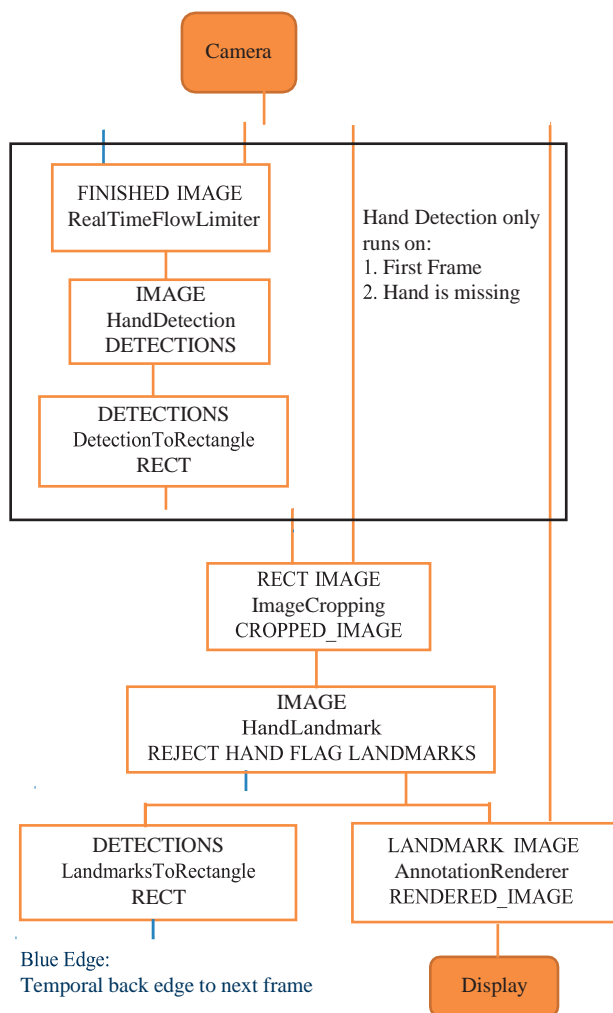 Camera
FINISHED IMAGE
RealTimeFlowLimiter
Hand Detection only
runs on:
1. First Frame
2. Hand is missing
IMAGE
HandDetection
DETECTIONS
DETECTIONS
DetectionToRectangle
RECT
RECT IMAGE
ImageCropping
CROPPED_IMAGE
IMAGE
HandLandmark
REJECT HAND FLAG LANDMARKS
DETECTIONS
LandmarksToRectangle
RECT
LANDMARK IMAGE
AnnotationRenderer
RENDERED_IMAGE
Blue Edge:
Temporal back edge to next frame
Display